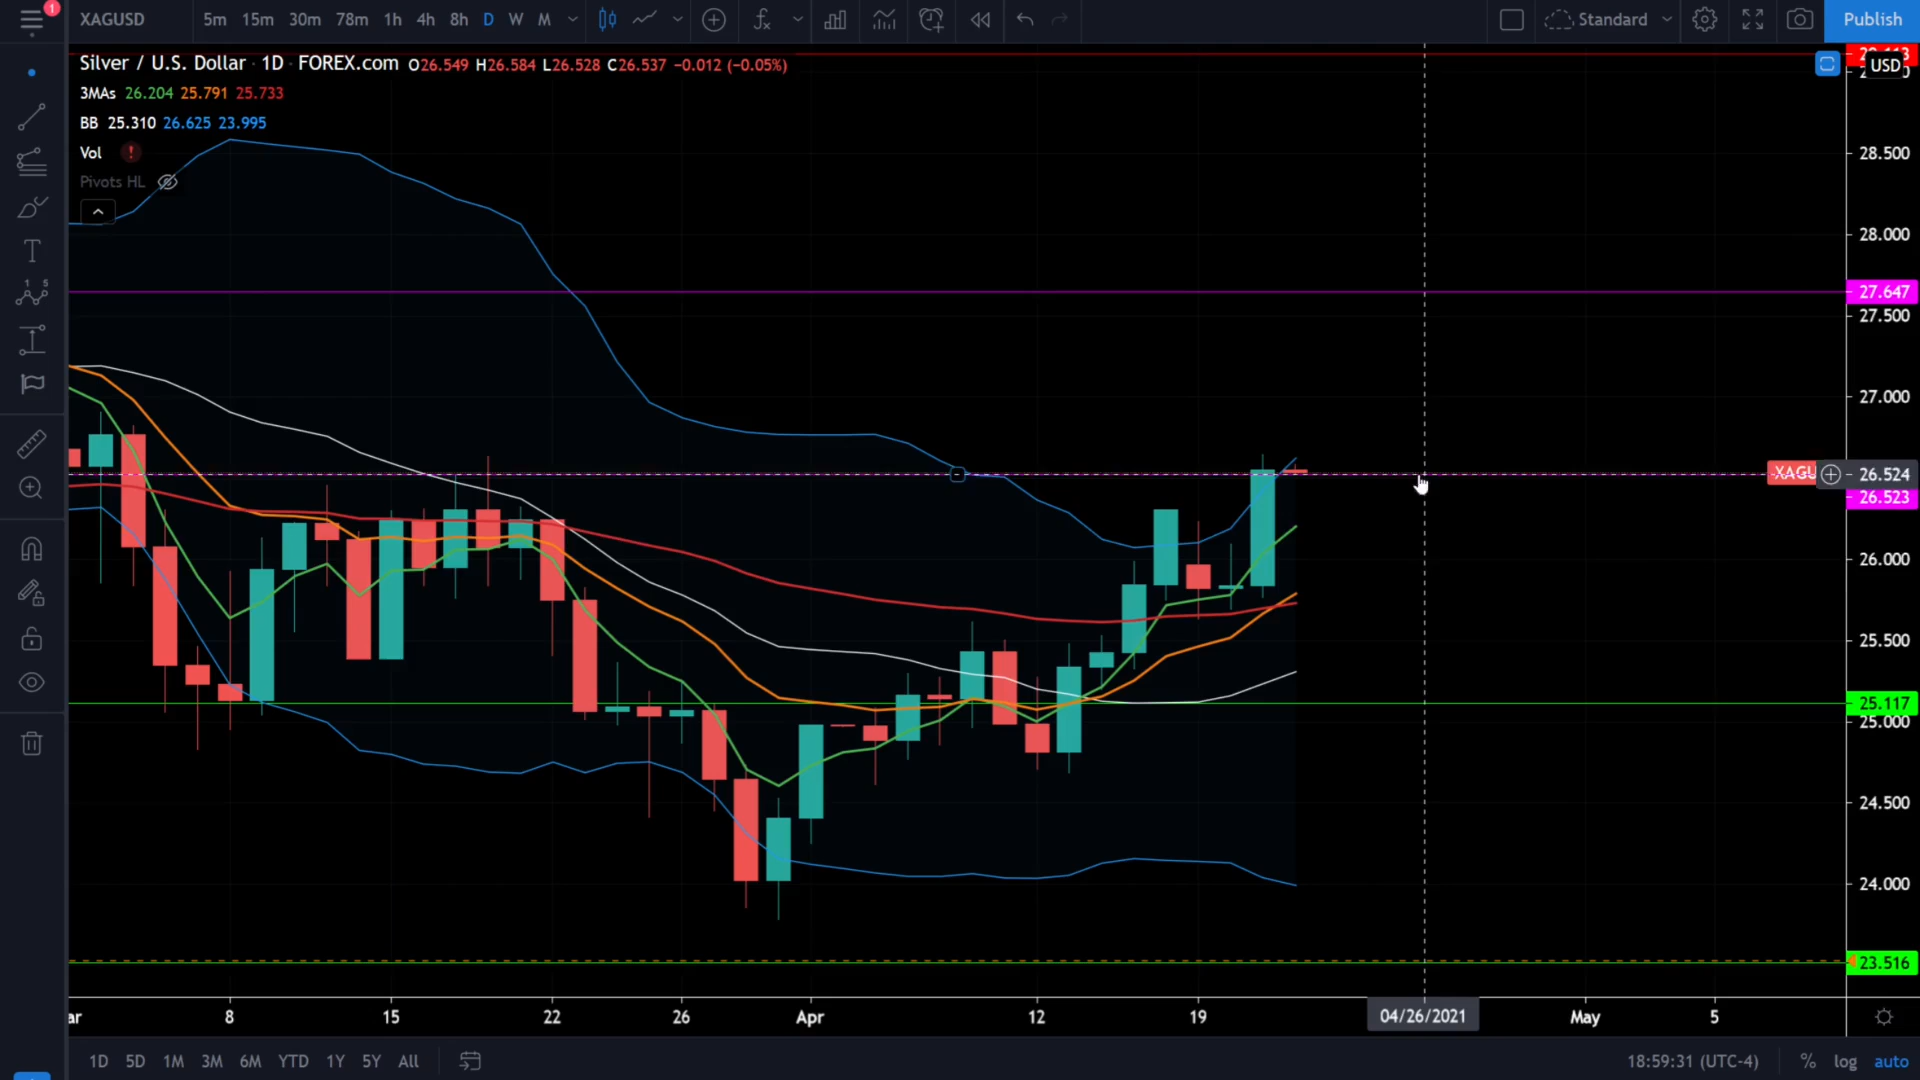 1
XAGUSD 5m 15m 30m 78m 1h 4h 8h D W M Standard Publish
Silver / U.S. Dollar · 1D · FOREX.com O26.549 H26.584 L26.528 C26.537 −0.012 (−0.05%)
USD
3MAs 26.204 25.791 25.733
BB 25.310 26.625 23.995
Vol !
Pivots HL
28.500
28.000
27.647
27.500
27.000
XAGU 26.524
26.523
26.000
25.500
25.117
25.000
24.500
24.000
23.516
ar 8 15 22 26 Apr 12 19 04/26/2021 May 5
1D 5D 1M 3M 6M YTD 1Y 5Y All 18:59:31 (UTC-4) % log auto